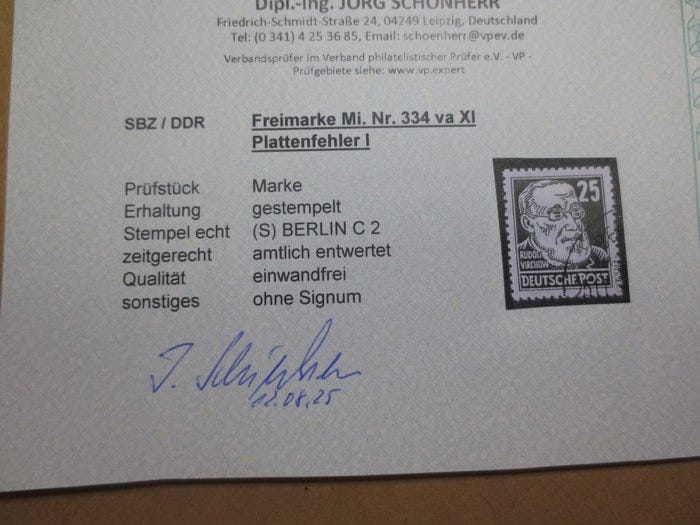 Dipl.-Ing. JÖRG SCHÖNHERR
Friedrich-Schmidt-Straße 24, 04249 Leipzig, Deutschland
Tel: (0 341) 4 25 36 85, Email: schoenherr@vpev.de
Verbandsprüfer im Verband philatelistischer Prüfer e.V. - VP -
Prüfgebiete siehe: www.vp.expert
SBZ / DDR Freimarke Mi. Nr. 334 va XI
Plattenfehler I
Prüfstück Marke
Erhaltung gestempelt
Stempel echt (S) BERLIN C 2
zeitgerecht amtlich entwertet
Qualität einwandfrei
sonstiges ohne Signum
25
RUDOLF
VIRCHOW
DEUTSCHE POST
J. Schönherr
12.08.25